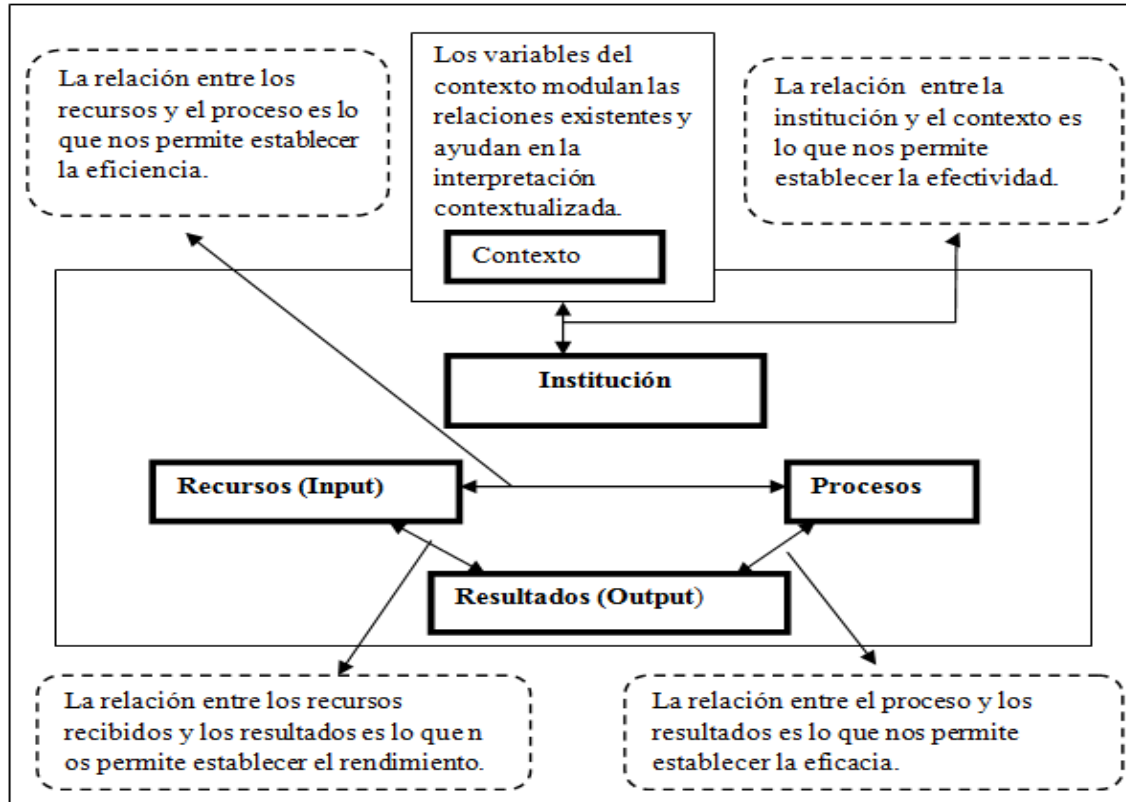 La relación entre los
recursos y el proceso es lo
que nos permite establecer
la eficiencia.
Los variables del
contexto modulan las
relaciones existentes y
ayudan en la
interpretación
contextualizada.
Contexto
La relación entre la
institución y el contexto es
lo que nos permite
establecer la efectividad.
Institución
Recursos (Input)
Procesos
Resultados (Output)
La relación entre los recursos
recibidos y los resultados es lo que n
os permite establecer el rendimiento.
La relación entre el proceso y los
resultados es lo que nos permite
establecer la eficacia.